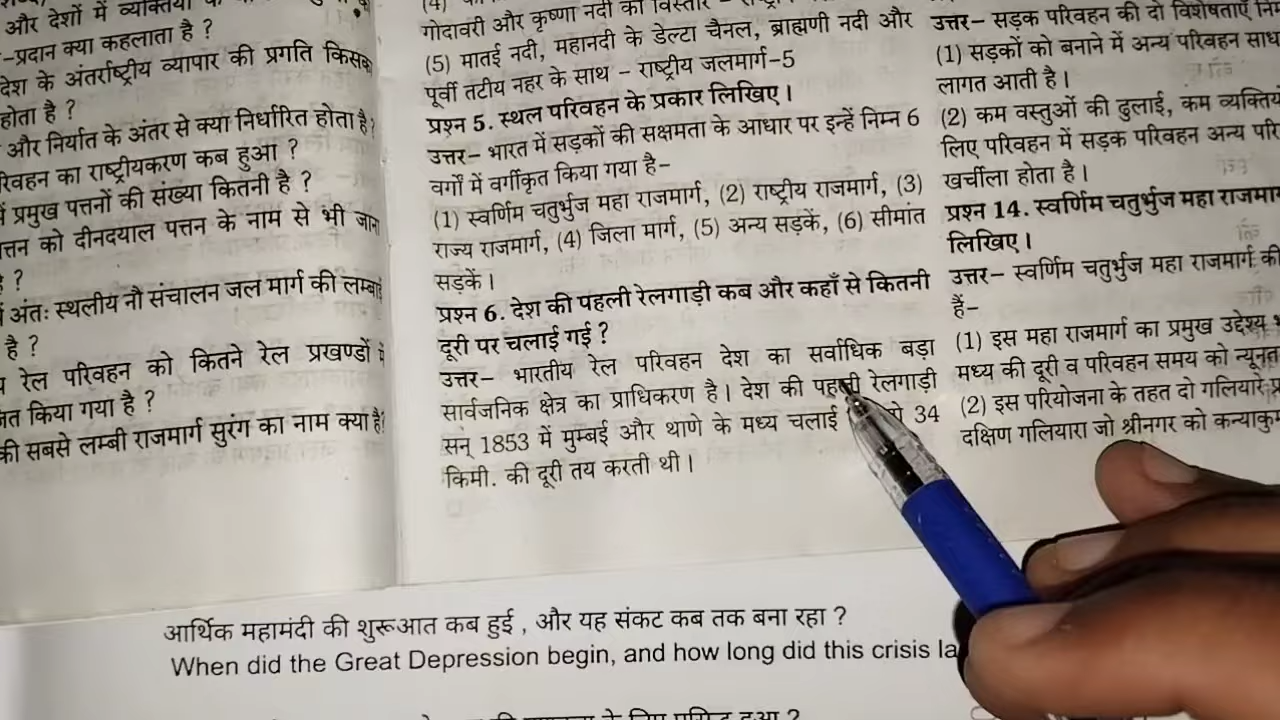 और देशों में व्यक्तियों
-प्रदान क्या कहलाता है ?
देश के अंतर्राष्ट्रीय व्यापार की प्रगति किसका
होता है ?
और निर्यात के अंतर से क्या निर्धारित होता है?
रिवहन का राष्ट्रीयकरण कब हुआ ?
में प्रमुख पत्तनों की संख्या कितनी है ?
त्तन को दीनदयाल पत्तन के नाम से भी जाना
है ?
अंतः स्थलीय नौ संचालन जल मार्ग की लम्बाई
है ?
रेल परिवहन को कितने रेल प्रखण्डों में
किया गया है ?
की सबसे लम्बी राजमार्ग सुरंग का नाम क्या है?
(4)
गोदावरी और कृष्णा नदी का विस्तार –
(5) मातई नदी, महानदी के डेल्टा चैनल, ब्राह्मणी नदी और
पूर्वी तटीय नहर के साथ – राष्ट्रीय जलमार्ग-5
प्रश्न 5. स्थल परिवहन के प्रकार लिखिए।
उत्तर– भारत में सड़कों की सक्षमता के आधार पर इन्हें निम्न 6
वर्गों में वर्गीकृत किया गया है–
(1) स्वर्णिम चतुर्भुज महा राजमार्ग, (2) राष्ट्रीय राजमार्ग, (3)
राज्य राजमार्ग, (4) जिला मार्ग, (5) अन्य सड़कें, (6) सीमांत
सड़कें।
प्रश्न 6. देश की पहली रेलगाड़ी कब और कहाँ से कितनी
दूरी पर चलाई गई ?
उत्तर– भारतीय रेल परिवहन देश का सर्वाधिक बड़ा
सार्वजनिक क्षेत्र का प्राधिकरण है। देश की पहली रेलगाड़ी
सन् 1853 में मुम्बई और थाणे के मध्य चलाई 34
किमी. की दूरी तय करती थी।
उत्तर– सड़क परिवहन की दो विशेषताएँ
(1) सड़कों को बनाने में अन्य परिवहन
लागत आती है।
(2) कम वस्तुओं की ढुलाई, कम
लिए परिवहन में सड़क परिवहन अन्य
खर्चीला होता है।
प्रश्न 14. स्वर्णिम चतुर्भुज महा
लिखिए।
उत्तर– स्वर्णिम चतुर्भुज महा राजमार्ग की
हैं–
(1) इस महा राजमार्ग का प्रमुख उद्देश्य
मध्य की दूरी व परिवहन समय को
(2) इस परियोजना के तहत दो गलियारे
दक्षिण गलियारा जो श्रीनगर को
आर्थिक महामंदी की शुरूआत कब हुई , और यह संकट कब तक बना रहा ?
When did the Great Depression begin, and how long did this crisis la